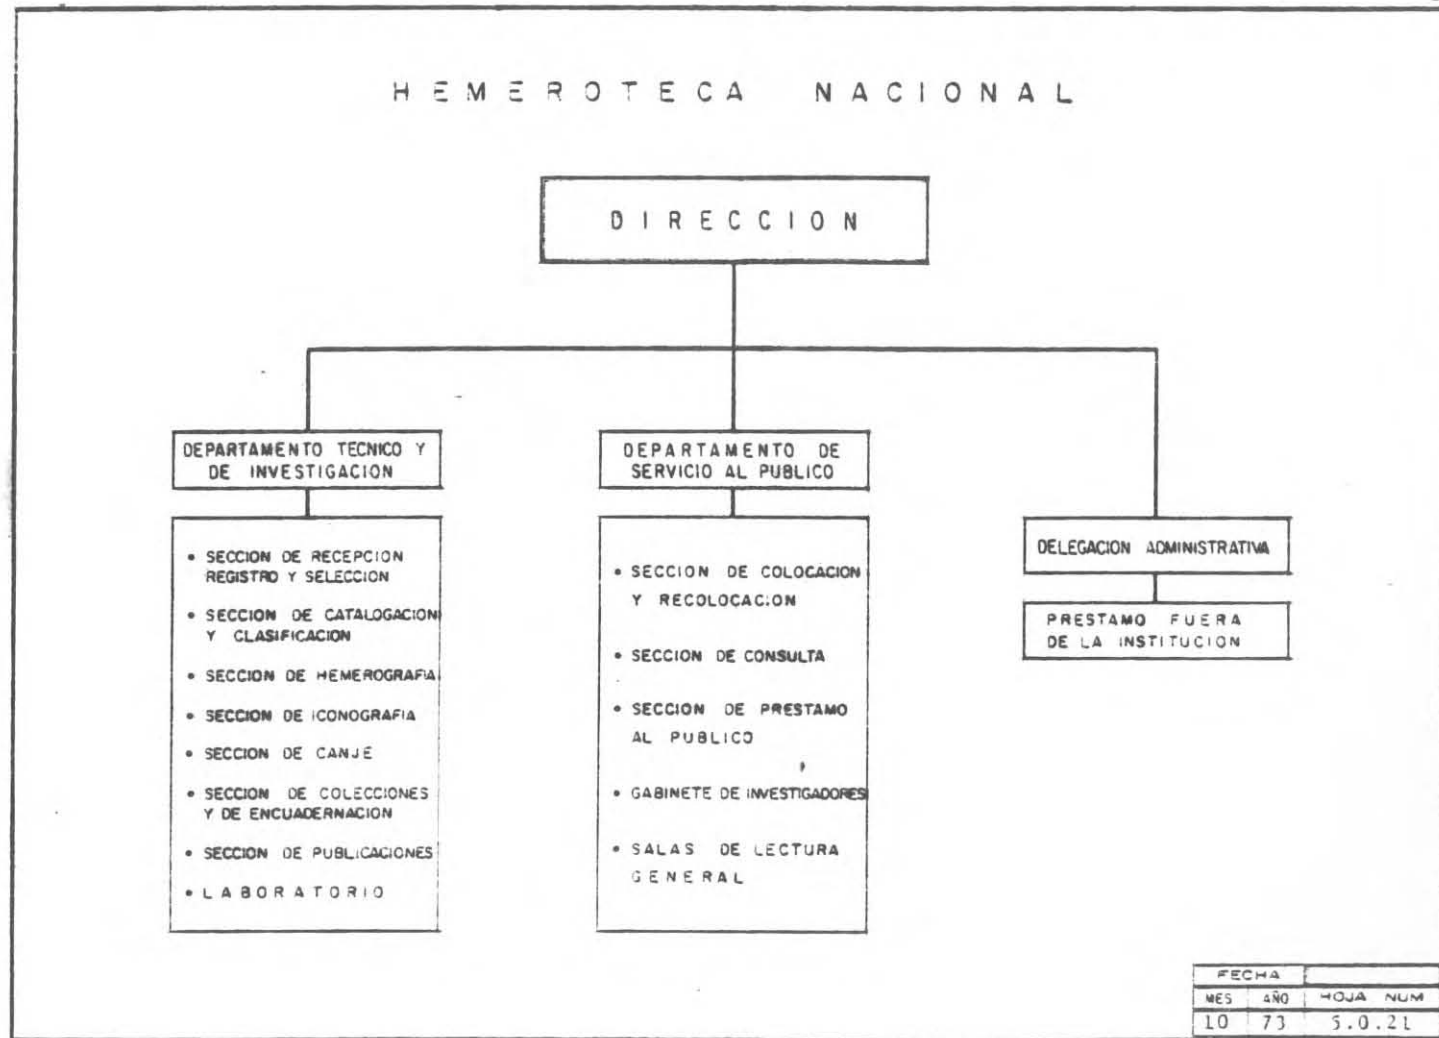 HEMEROTECA NACIONAL
DIRECCION
DEPARTAMENTO TECNICO Y
DE INVESTIGACION
• SECCION DE RECEPCION
REGISTRO Y SELECCION
• SECCION DE CATALOGACION
Y CLASIFICACION
• SECCION DE HEMEROGRAFIA
• SECCION DE ICONOGRAFIA
• SECCION DE CANJE
• SECCION DE COLECCIONES
Y DE ENCUADERNACION
• SECCION DE PUBLICACIONES
• LABORATORIO
DEPARTAMENTO DE
SERVICIO AL PUBLICO
• SECCION DE COLOCACION
Y RECOLOCACION
• SECCION DE CONSULTA
• SECCION DE PRESTAMO
AL PUBLICO
• GABINETE DE INVESTIGADORES
• SALAS DE LECTURA
GENERAL
DELEGACION ADMINISTRATIVA
PRESTAMO FUERA
DE LA INSTITUCION
FECHA
MES AÑO HOJA NUM
10 73 5.0.21